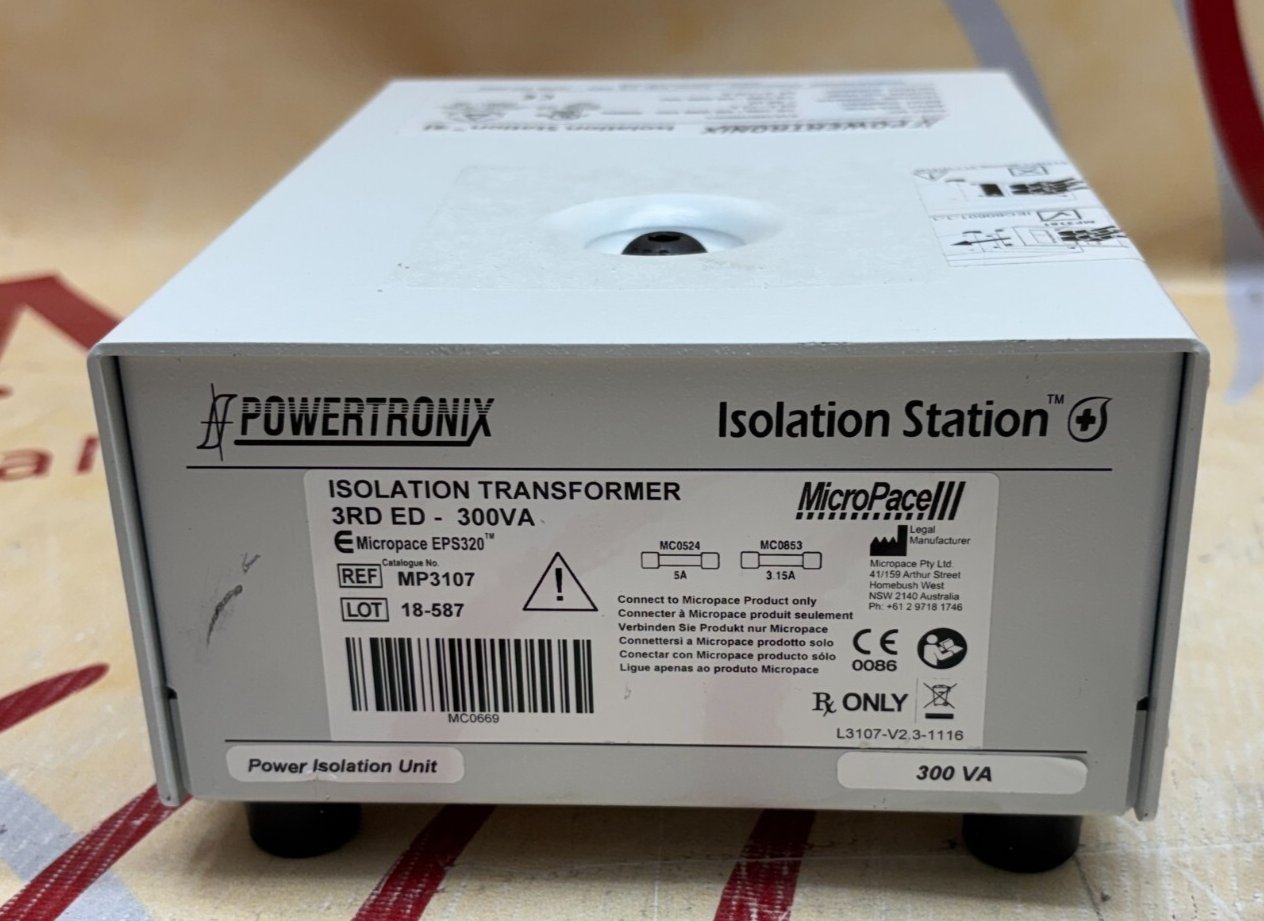 POWERTRONIX
Isolation Station™
ISOLATION TRANSFORMER
3RD ED - 300VA
Micropace EPS320™
Catalogue No.
REF MP3107
LOT 18-587
MC0669
MC0524
5A
MC0853
3.15A
Connect to Micropace Product only
Connecter à Micropace produit seulement
Verbinden Sie Produkt nur Micropace
Connettersi a Micropace prodotto solo
Conectar con Micropace producto sólo
Ligue apenas ao produto Micropace
MicroPace
Legal
Manufacturer
Micropace Pty Ltd.
41/159 Arthur Street
Homebush West
NSW 2140 Australia
Ph: +61 2 9718 1746
CE
0086
Rx ONLY
L3107-V2.3-1116
Power Isolation Unit
300 VA
POWERTRONIX
Isolation Station